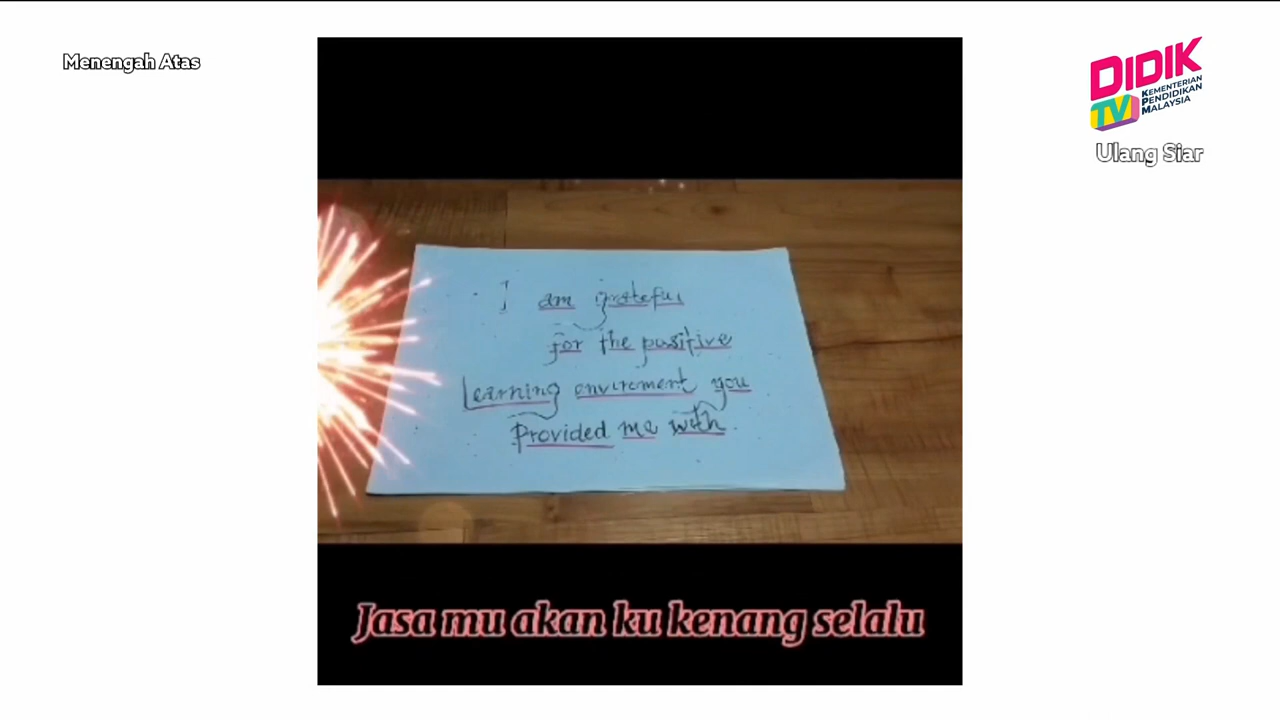 Menengah Atas
DIDIK
TV
KEMENTERIAN
PENDIDIKAN
MALAYSIA
Ulang Siar
I am grateful
for the positive
Learning envirement you
Provided me with.
Jasa mu akan ku kenang selalu